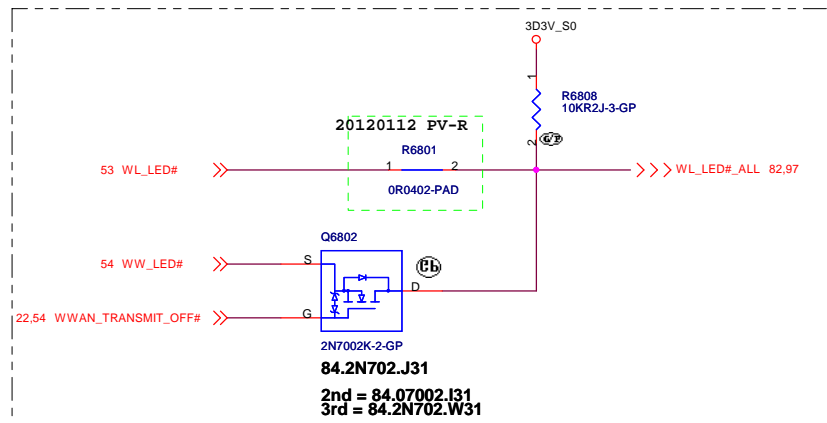 3D3V_S0
1
R6808
10KR2J-3-GP
2
G/P
20120112 PV-R
R6801
53 WL_LED#
1
2
WL_LED#_ALL 82,97
0R0402-PAD
Q6802
54 WW_LED#
S
D
22,54 WWAN_TRANSMIT_OFF#
G
2N7002K-2-GP
84.2N702.J31
2nd = 84.07002.I31
3rd = 84.2N702.W31